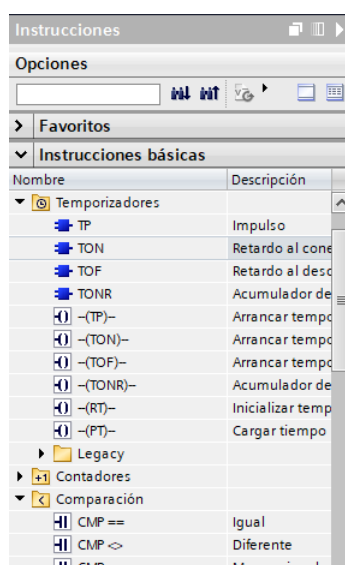 Instrucciones
Opciones
Favoritos
Instrucciones básicas
Nombre Descripción
Temporizadores
TP Impulso
TON Retardo al cone
TOF Retardo al desc
TONR Acumulador de
–(TP)– Arrancar tempo
–(TON)– Arrancar tempo
–(TOF)– Arrancar tempo
–(TONR)– Acumulador de
–(RT)– Inicializar temp
–(PT)– Cargar tiempo
Legacy
+1 Contadores
Comparación
CMP == Igual
CMP <> Diferente